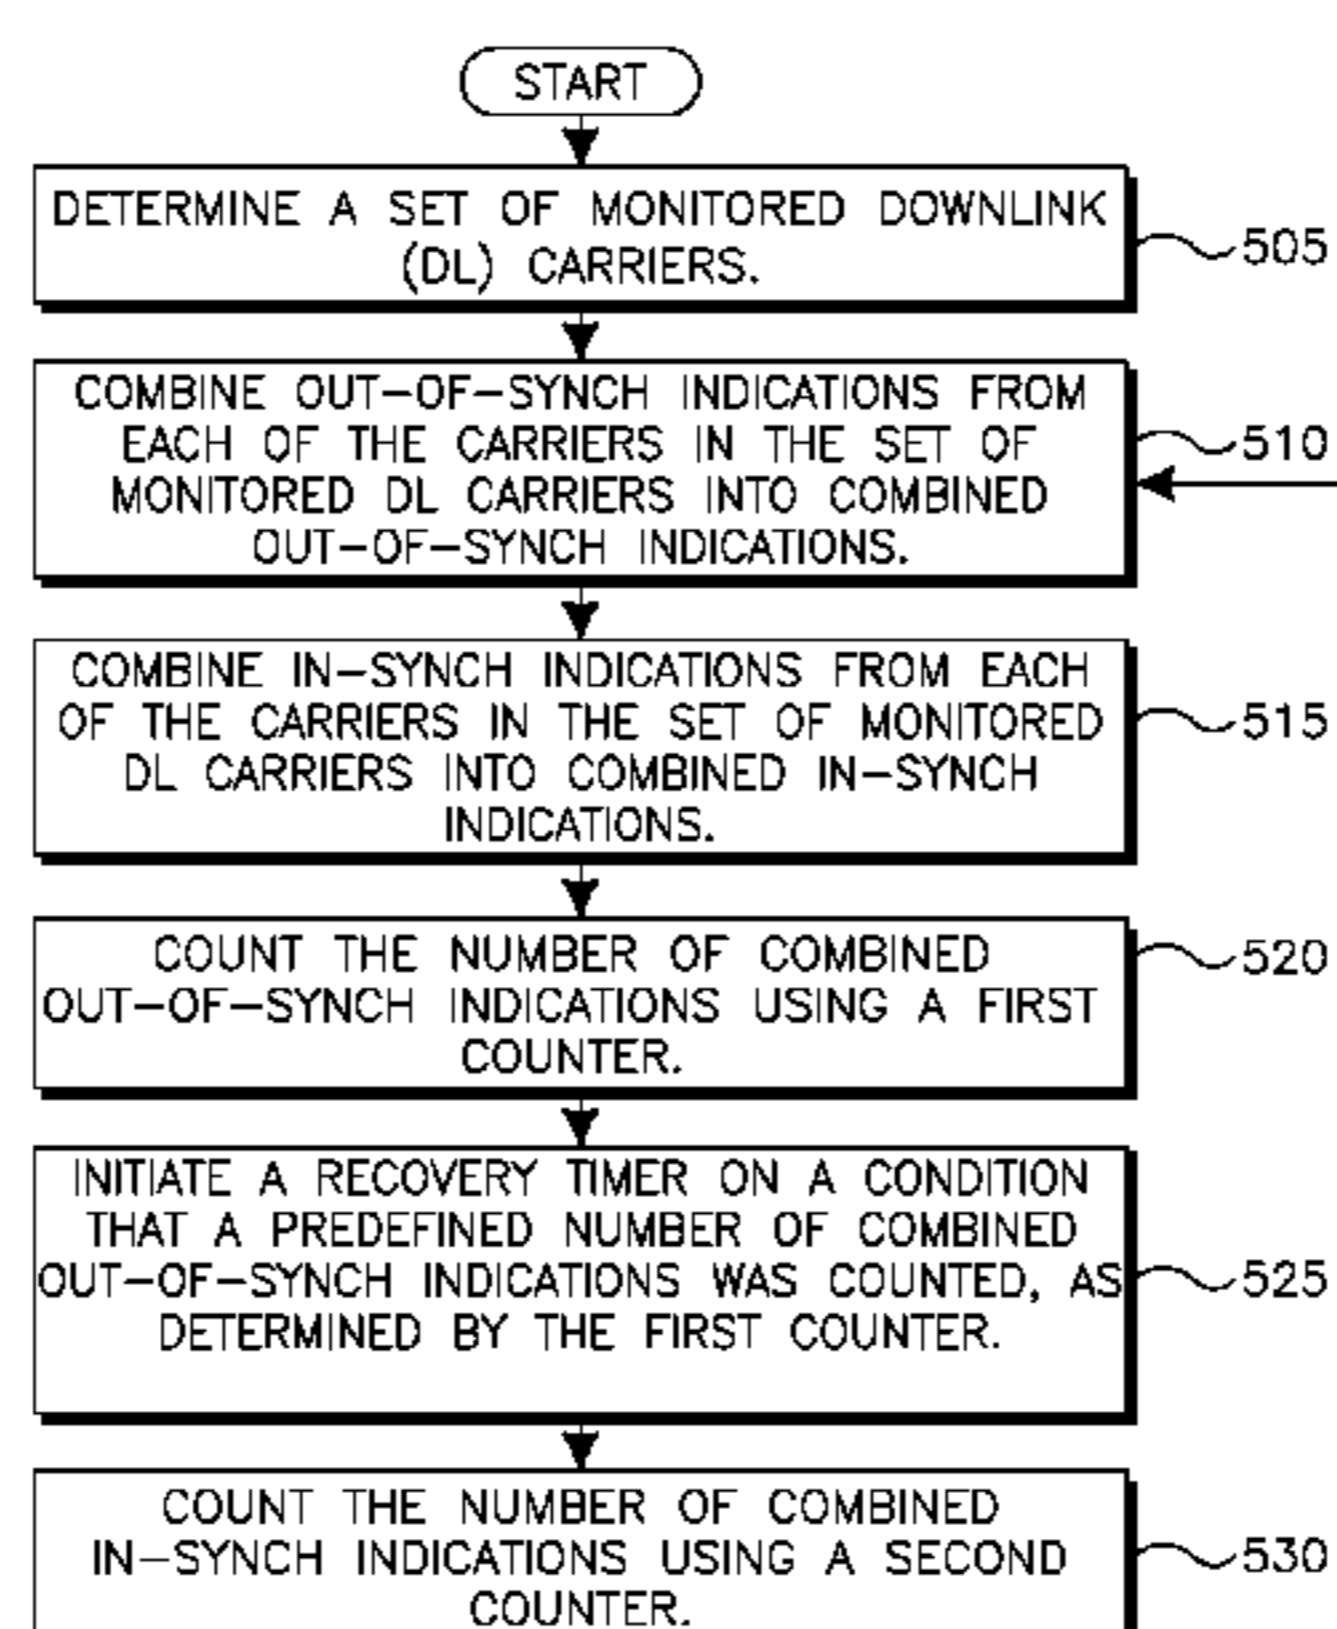 START
DETERMINE A SET OF MONITORED DOWNLINK
(DL) CARRIERS.
505
COMBINE OUT-OF-SYNCH INDICATIONS FROM
EACH OF THE CARRIERS IN THE SET OF
MONITORED DL CARRIERS INTO COMBINED
OUT-OF-SYNCH INDICATIONS.
510
COMBINE IN-SYNCH INDICATIONS FROM EACH
OF THE CARRIERS IN THE SET OF MONITORED
DL CARRIERS INTO COMBINED IN-SYNCH
INDICATIONS.
515
COUNT THE NUMBER OF COMBINED
OUT-OF-SYNCH INDICATIONS USING A FIRST
COUNTER.
520
INITIATE A RECOVERY TIMER ON A CONDITION
THAT A PREDEFINED NUMBER OF COMBINED
OUT-OF-SYNCH INDICATIONS WAS COUNTED, AS
DETERMINED BY THE FIRST COUNTER.
525
COUNT THE NUMBER OF COMBINED
IN-SYNCH INDICATIONS USING A SECOND
COUNTER.
530